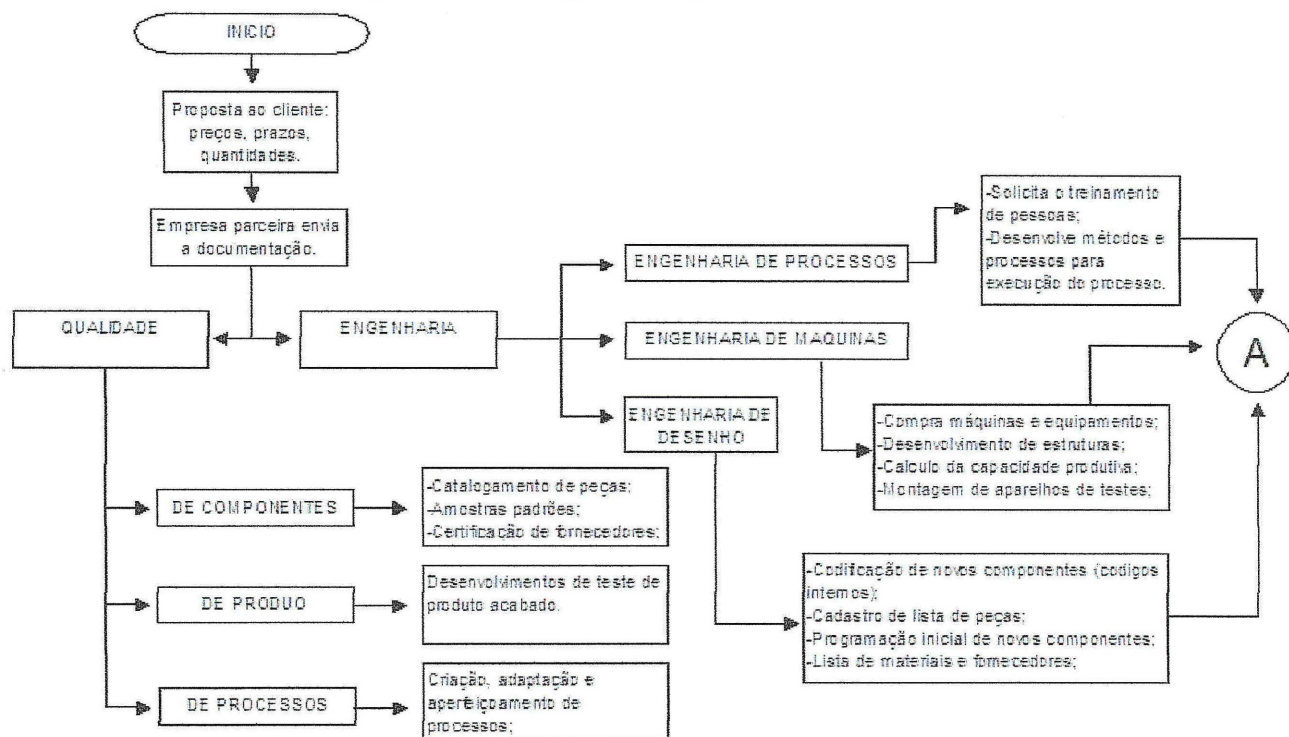 INICIO
Proposta ao cliente:
preços, prazos,
quantidades.
Empresa parceira envia
a documentação.
QUALIDADE
ENGENHARIA
ENGENHARIA DE PROCESSOS
-Solicita o treinamento
de pessoas;
-Desenvolve métodos e
processos para
execução do processo.
ENGENHARIA DE MAQUINAS
A
ENGENHARIA DE
DESENHO
-Compra máquinas e equipamentos;
-Desenvolvimento de estruturas;
-Calculo da capacidade produtiva;
-Montagem de aparelhos de testes;
DE COMPONENTES
-Catalogamento de peças;
-Amostras padrões;
-Certificação de fornecedores;
DE PRODUO
Desenvolvimentos de teste de
produto acabado.
-Codificação de novos componentes (codigos
internos);
-Cadastro de lista de peças;
-Programação inicial de novos componentes;
-Lista de materiais e fornecedores;
DE PROCESSOS
Criação, adaptação e
aperfeiçoamento de
processos;